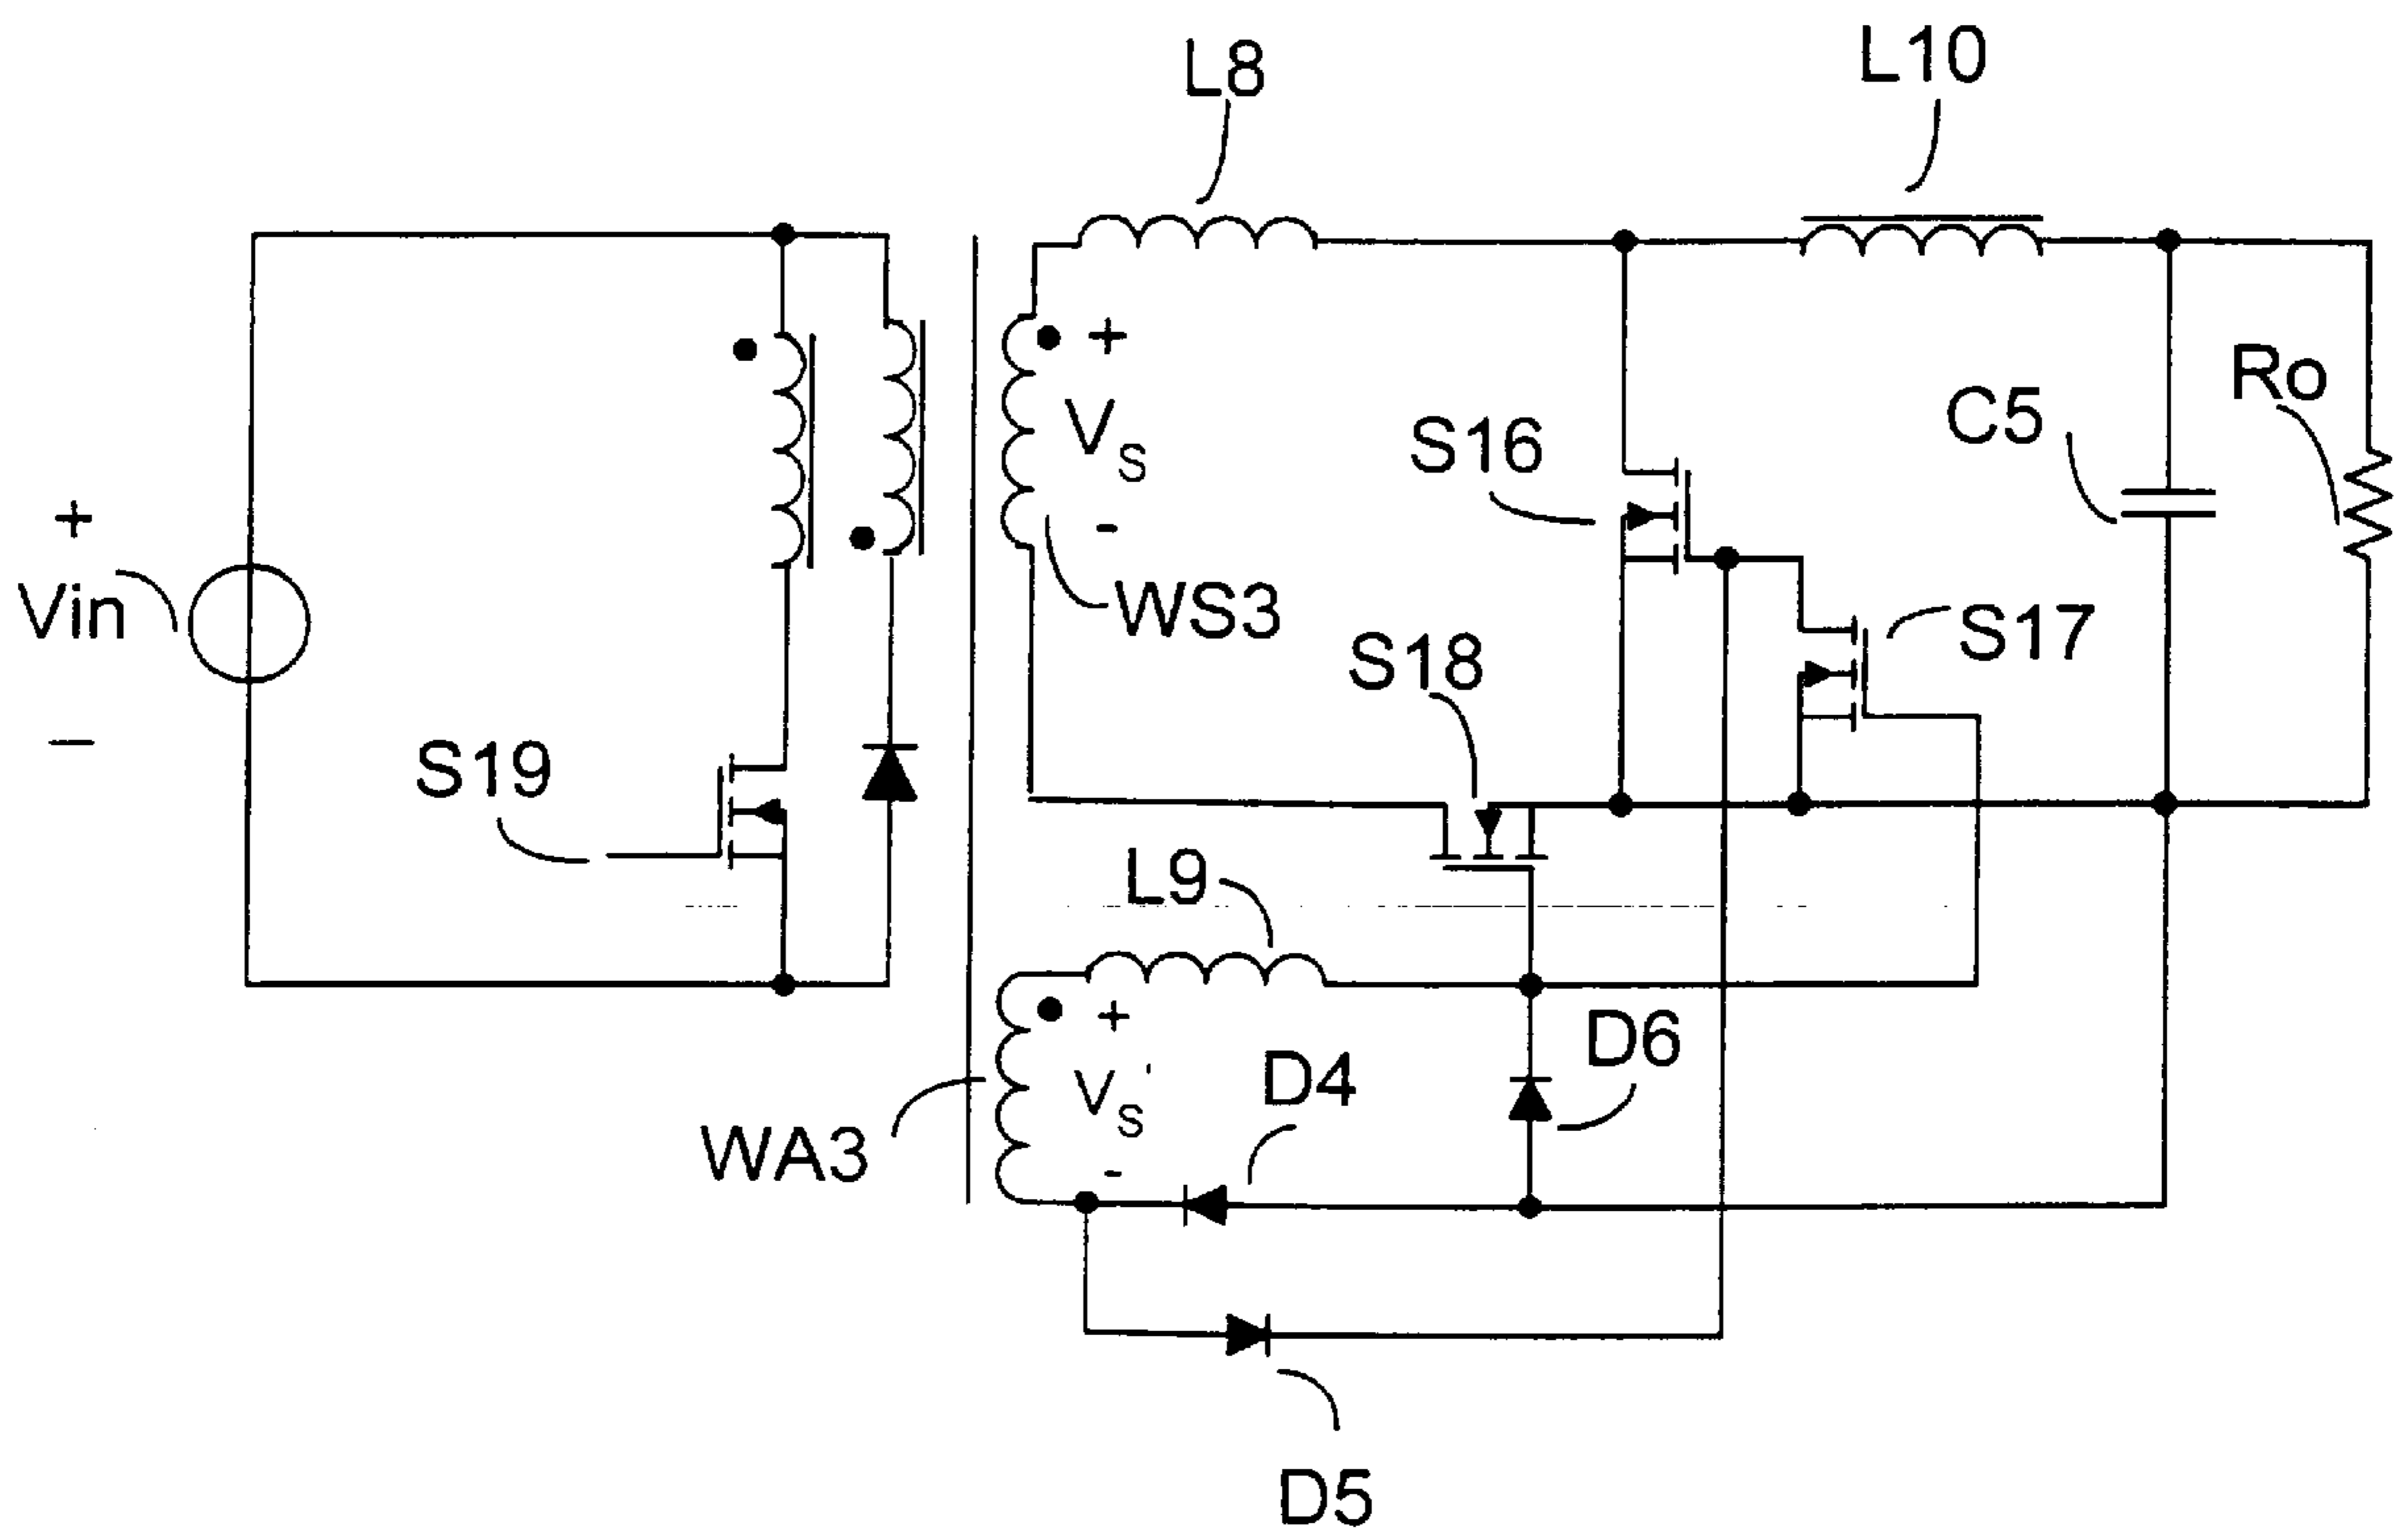 L8
L10
+
Vin
–
S19
+
VS
-
WS3
S16
S18
S17
C5
Ro
L9
+
VS'
-
WA3
D4
D6
D5